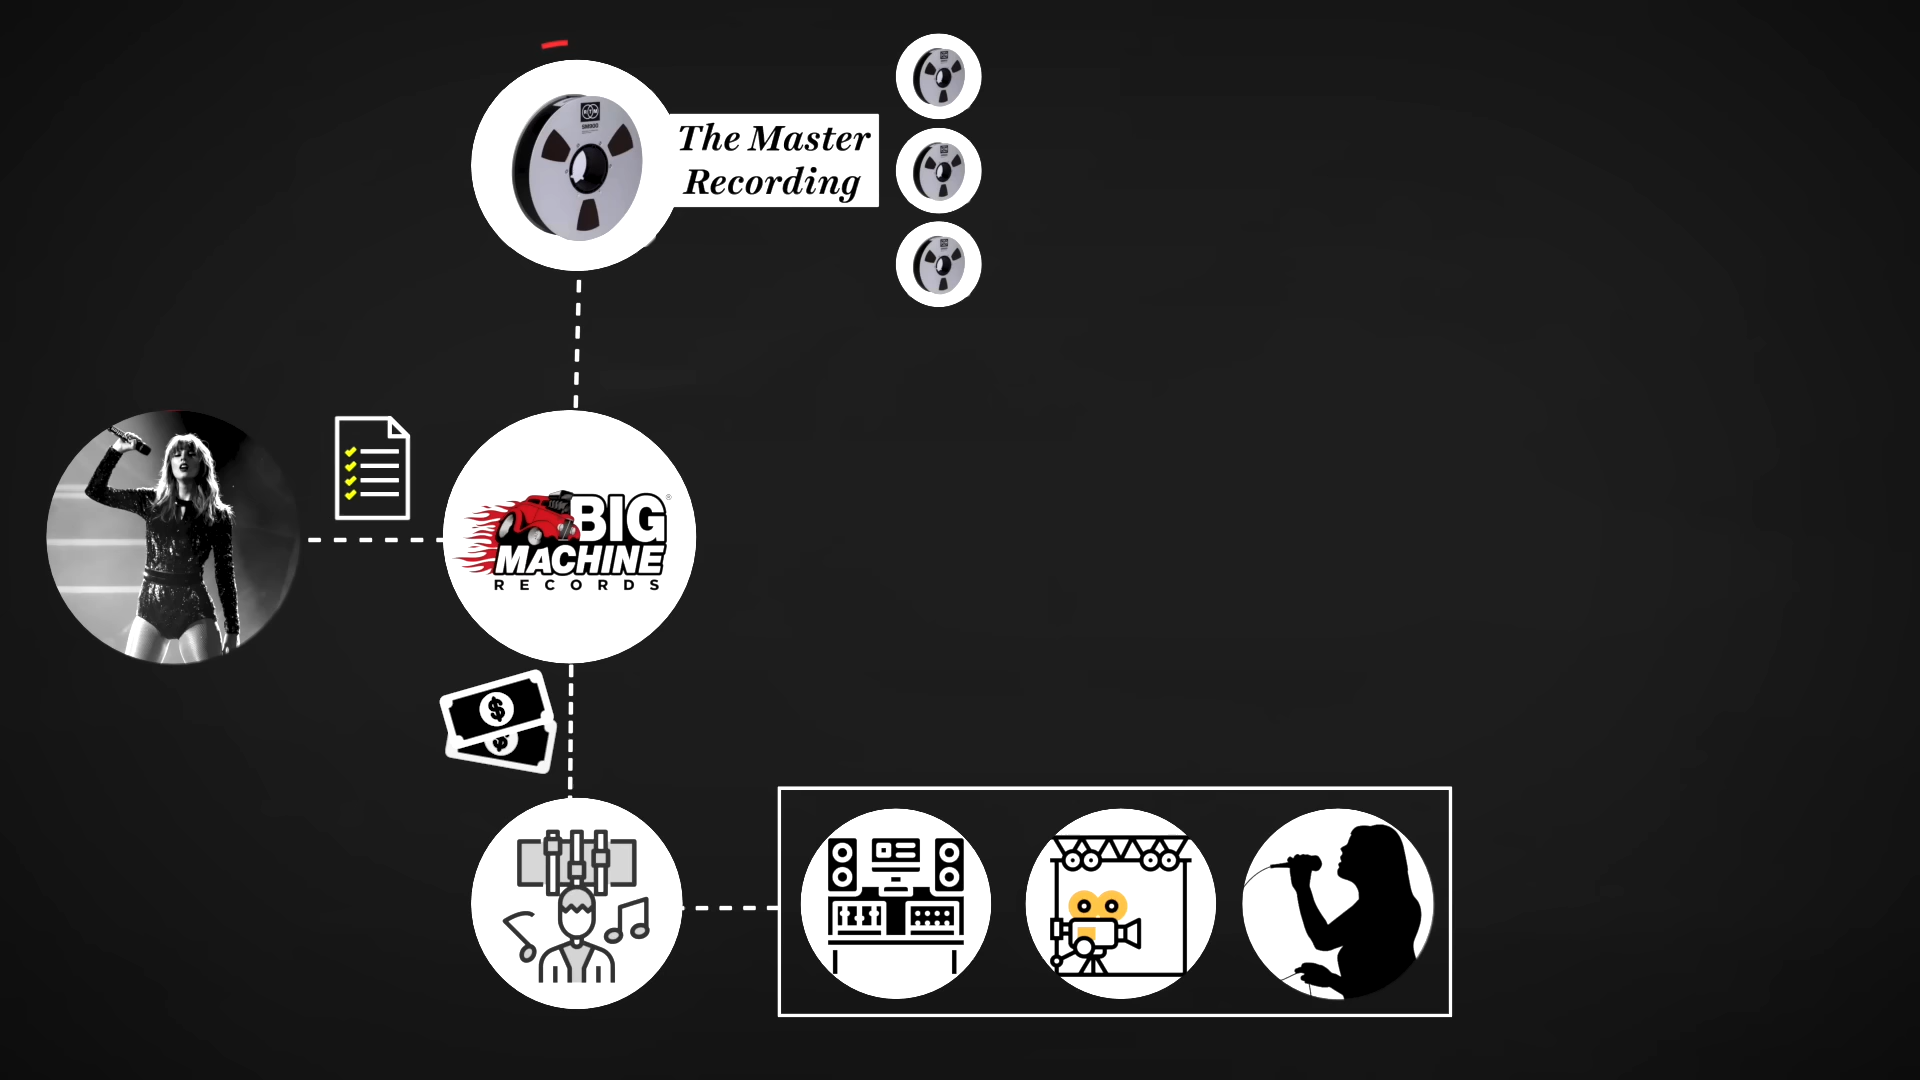 The Master
Recording
BIG
MACHINE
RECORDS
$
$